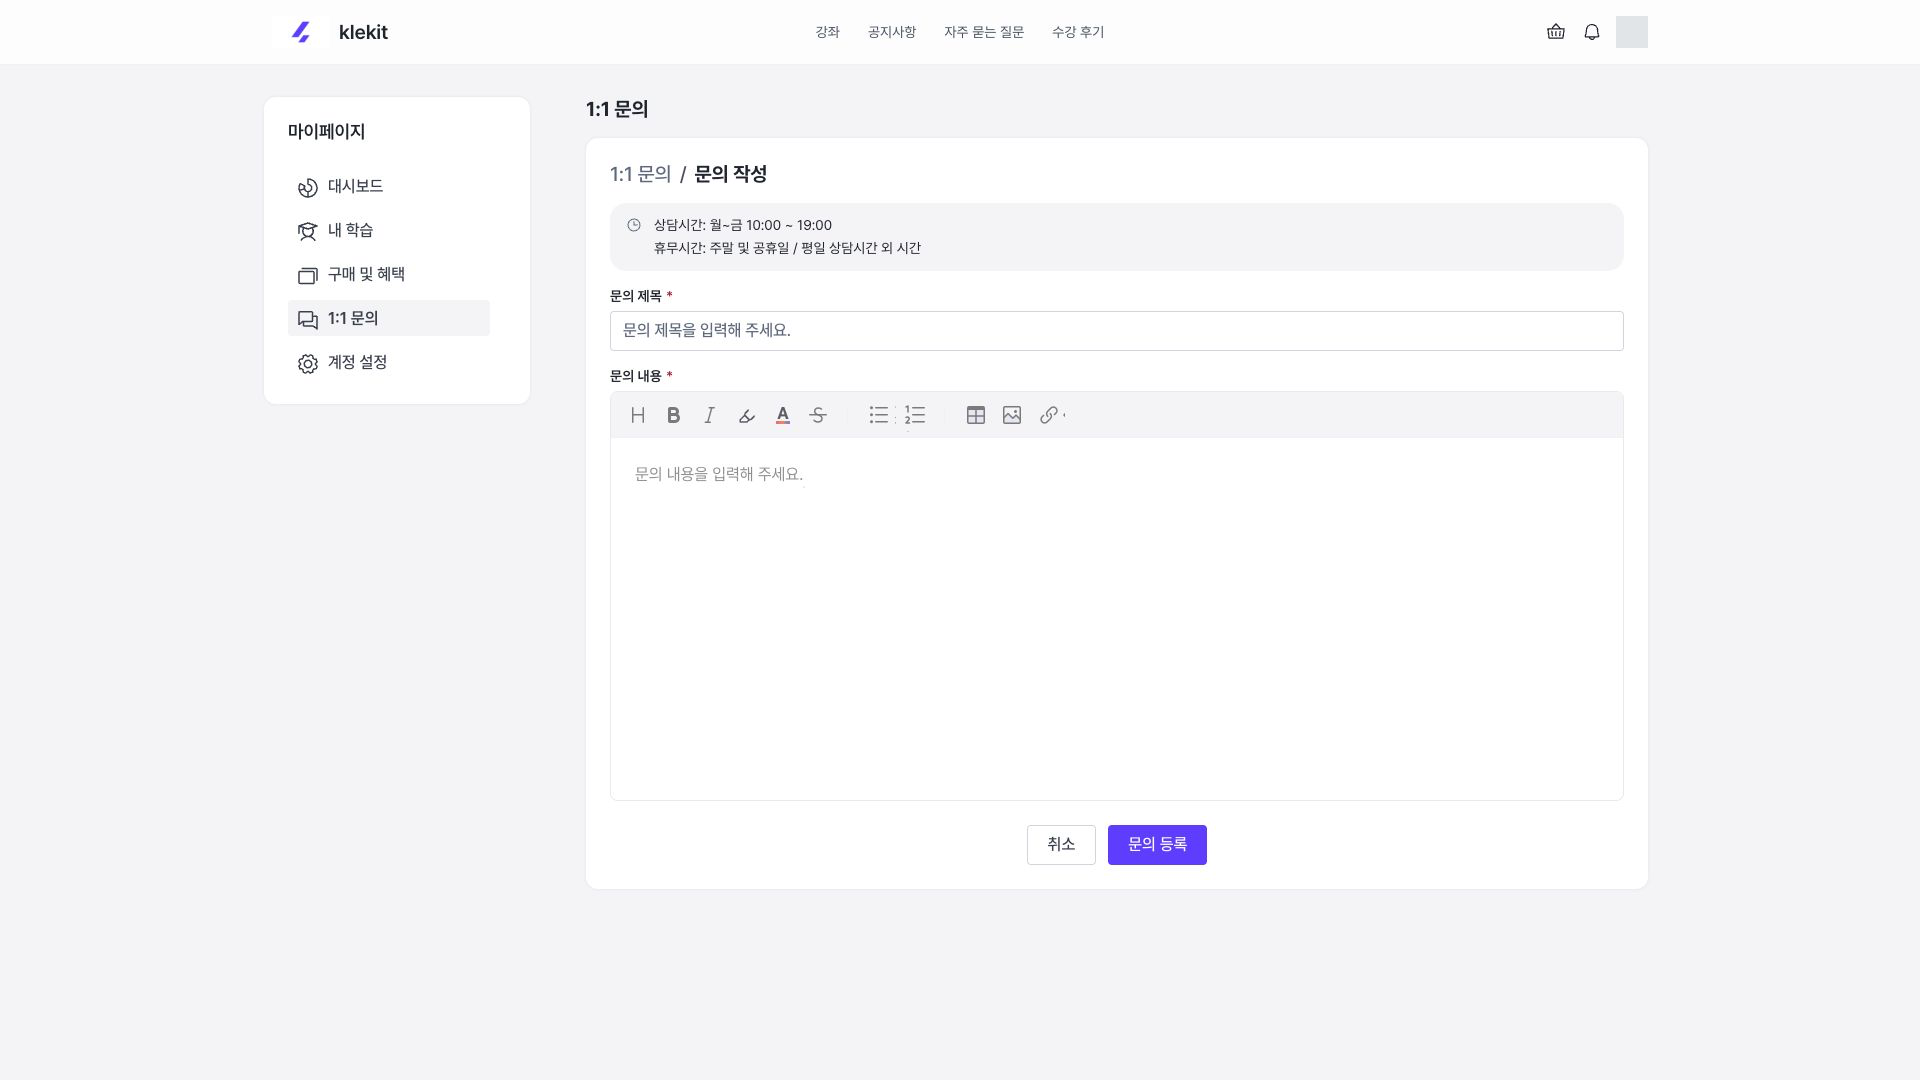 klekit
강좌 공지사항 자주 묻는 질문 수강 후기
마이페이지
대시보드
내 학습
구매 및 혜택
1:1 문의
계정 설정
1:1 문의
1:1 문의 / 문의 작성
상담시간: 월~금 10:00 ~ 19:00
휴무시간: 주말 및 공휴일 / 평일 상담시간 외 시간
문의 제목 *
문의 제목을 입력해 주세요.
문의 내용 *
문의 내용을 입력해 주세요.
취소 문의 등록